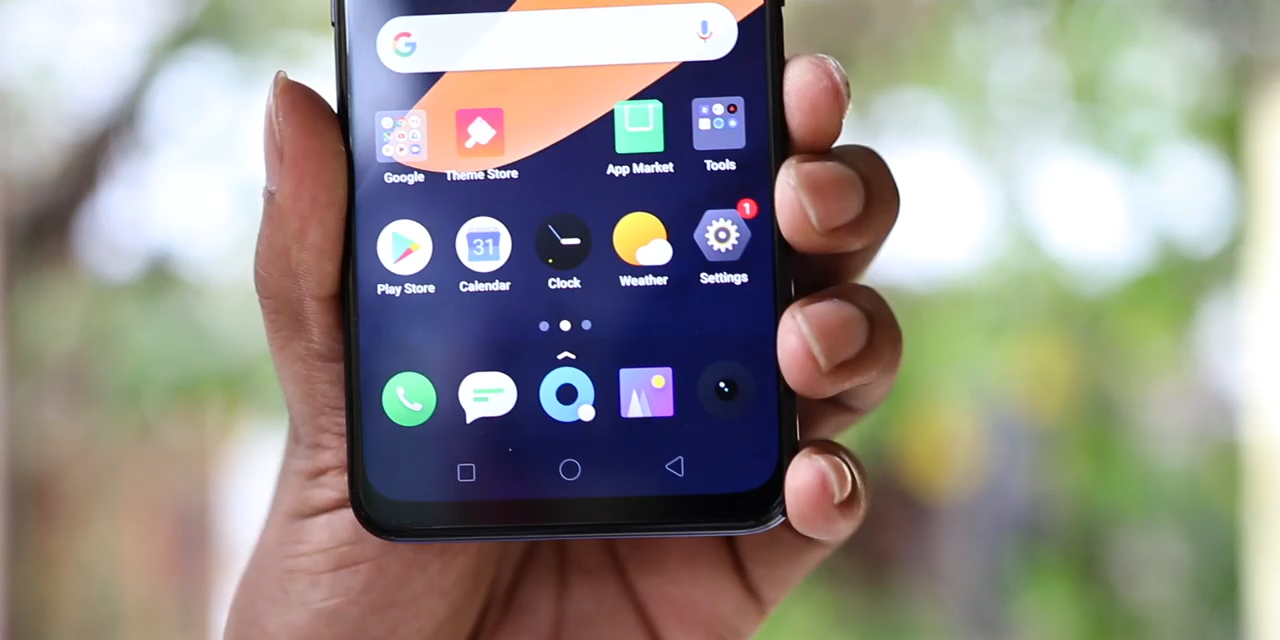 G
Google
Theme Store
App Market
Tools
31
1
Play Store
Calendar
Clock
Weather
Settings